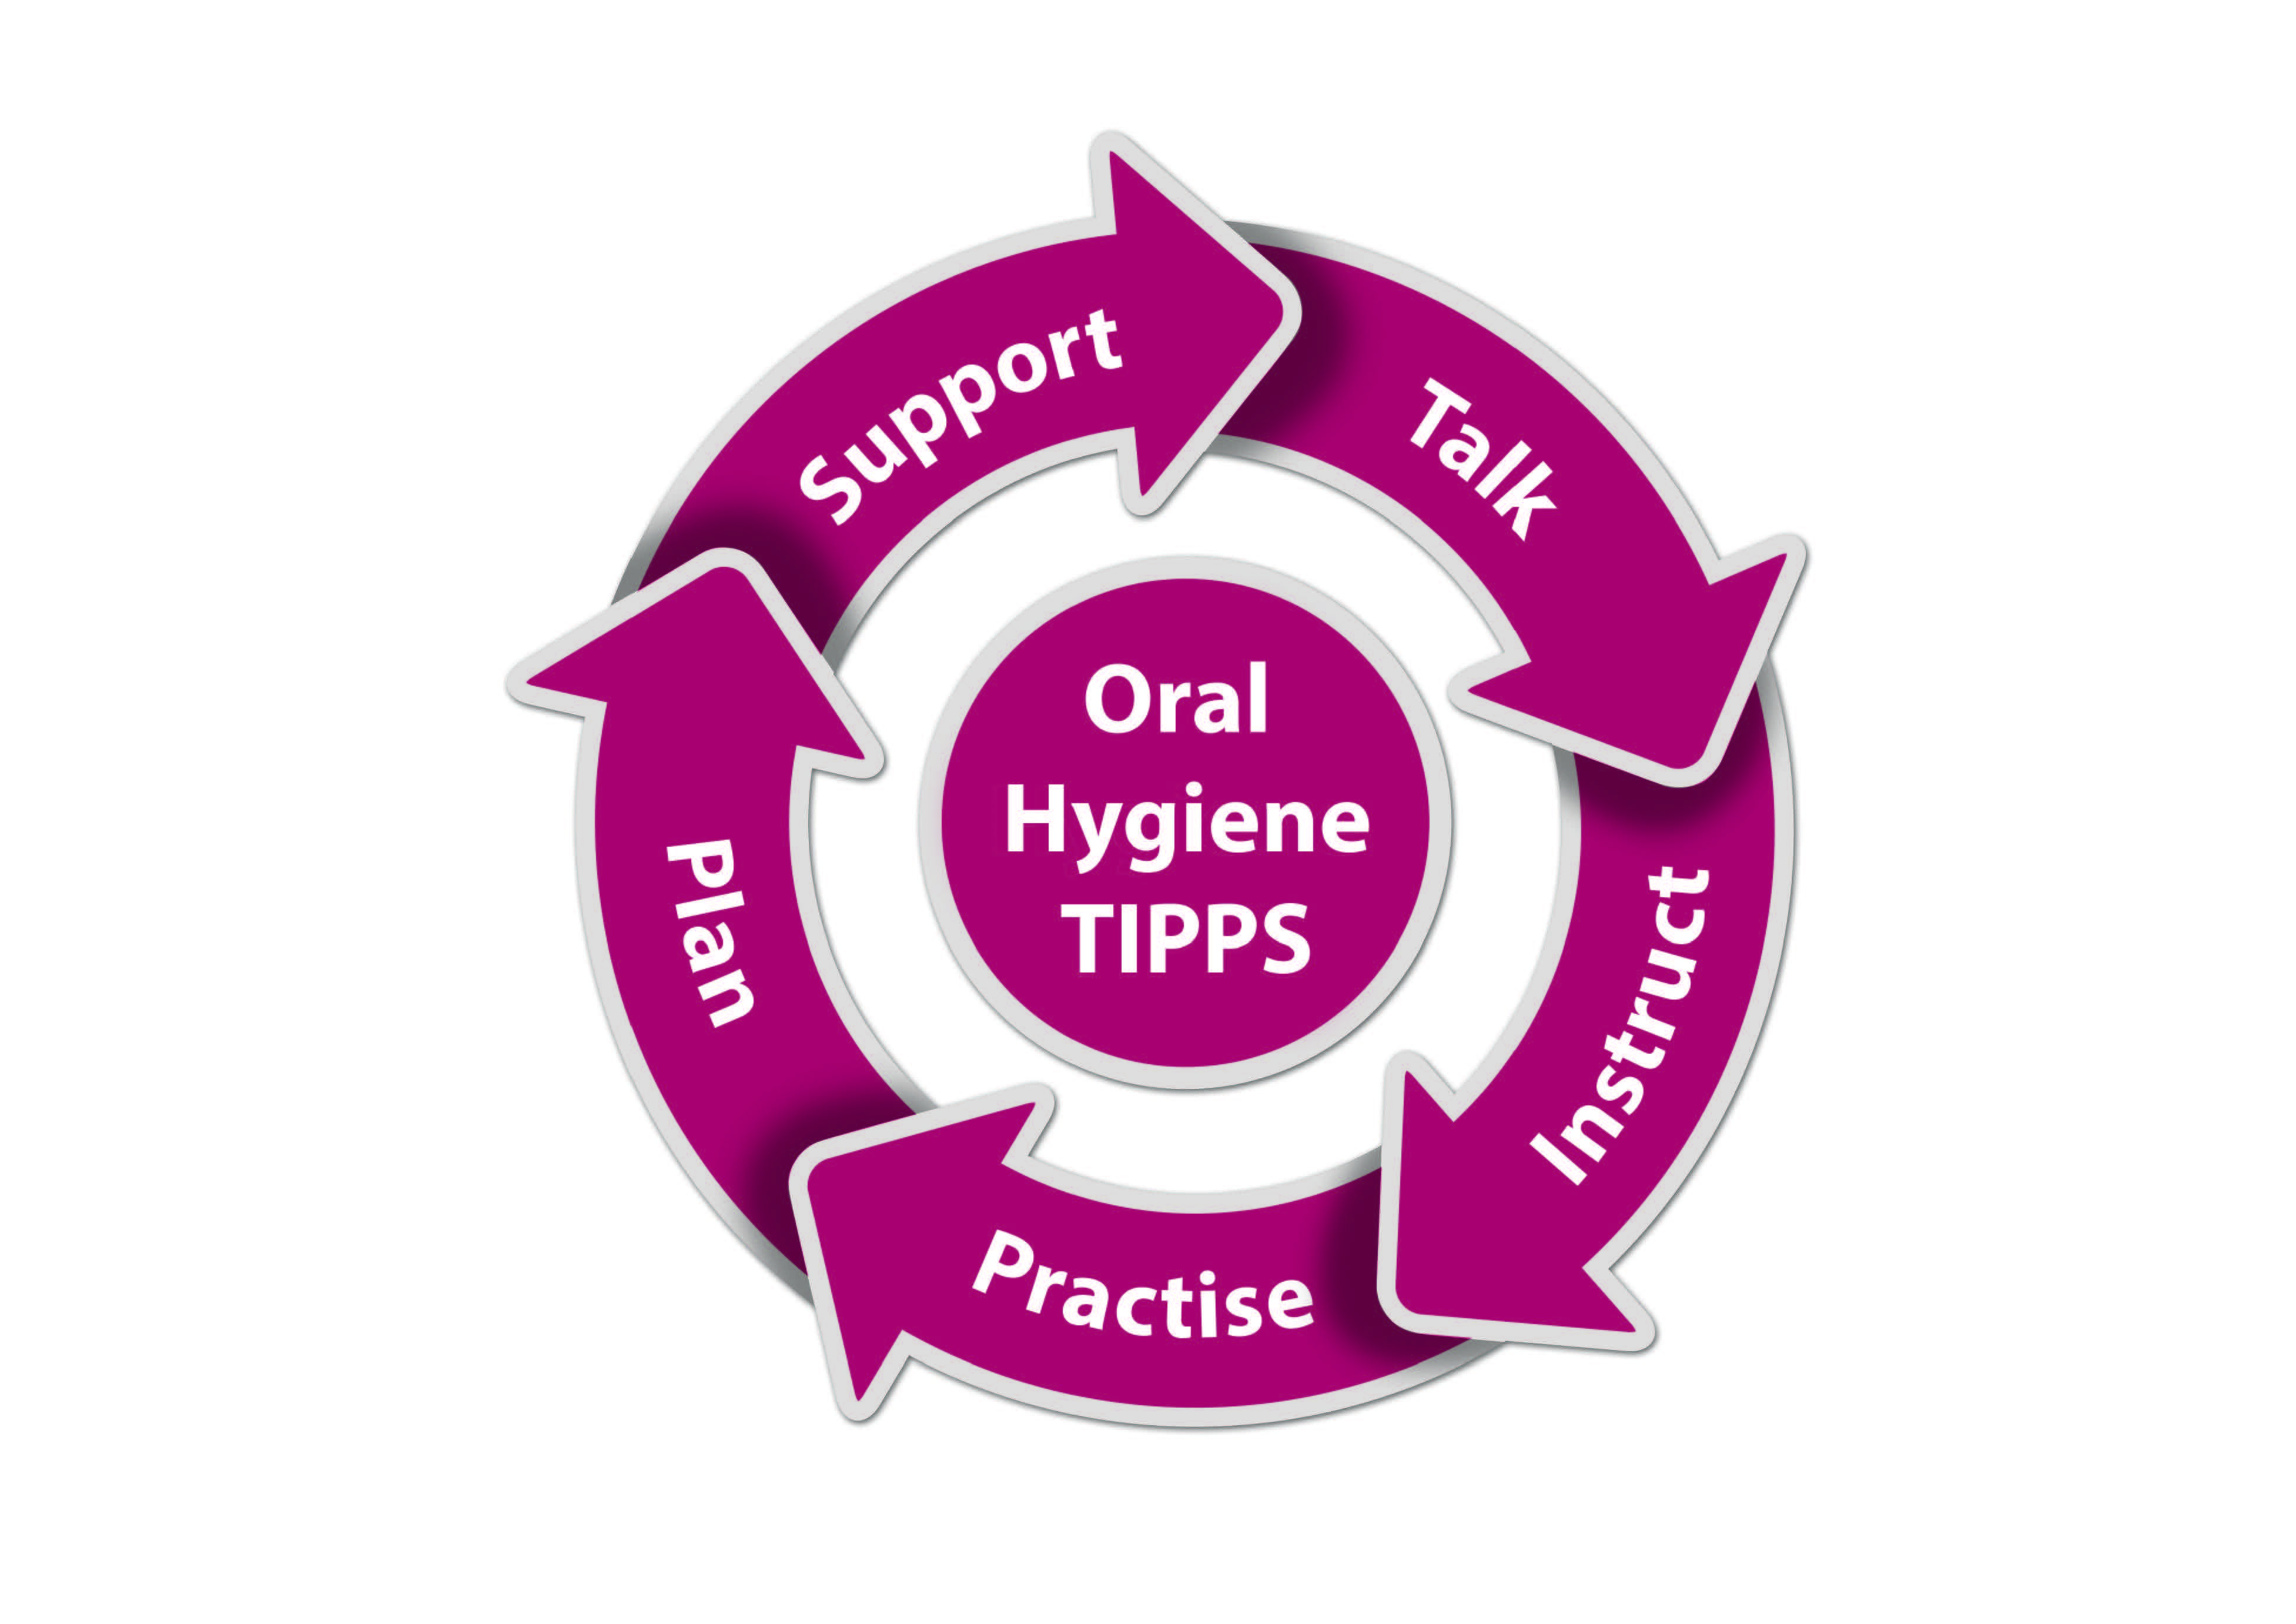 Oral
Hygiene
TIPPS
Talk
Instruct
Practise
Plan
Support